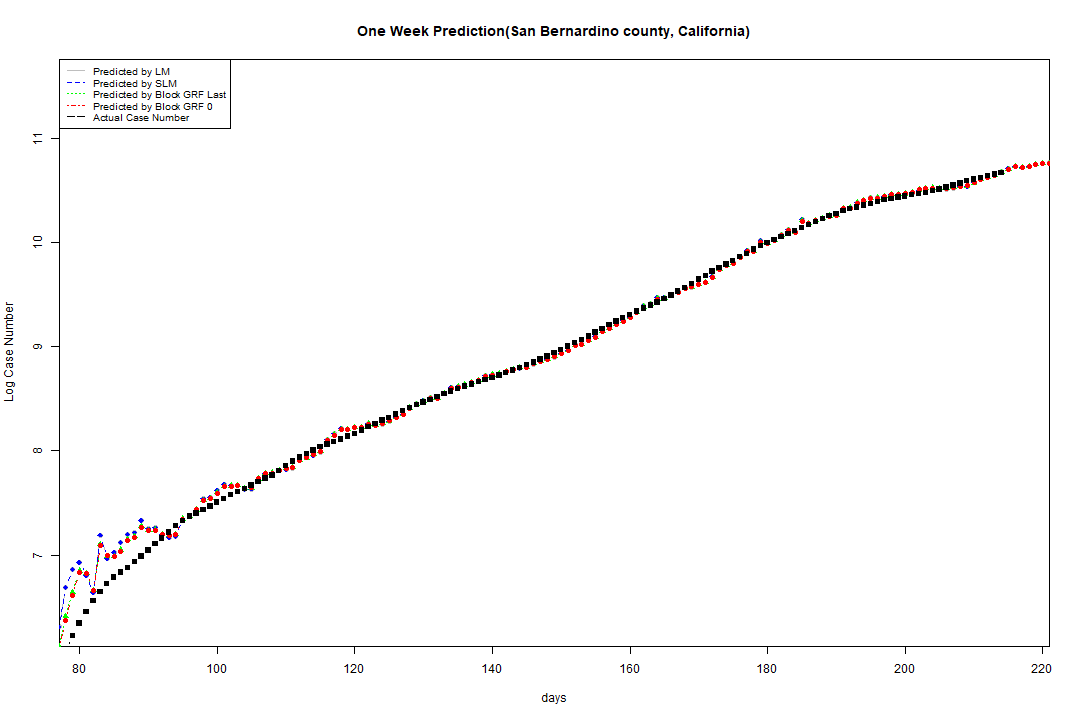 One Week Prediction(San Bernardino county, California)
Predicted by LM
Predicted by SLM
Predicted by Block GRF Last
Predicted by Block GRF 0
Actual Case Number
11
10
9
8
7
Log Case Number
80 100 120 140 160 180 200 220
days